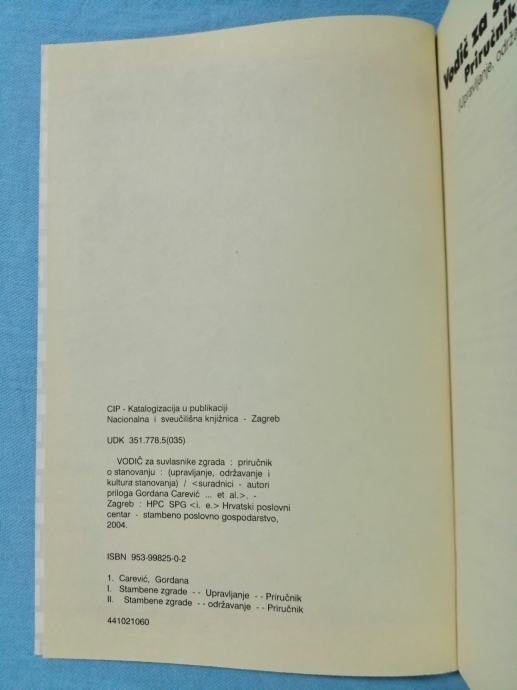 CIP - Katalogizacija u publikaciji
Nacionalna i sveučilišna knjižnica - Zagreb
UDK 351.778.5(035)
VODIČ za suvlasnike zgrada : priručnik
o stanovanju : (upravljanje, održavanje i
kultura stanovanja) / <suradnici - autori
priloga Gordana Carević ... et al.>. -
Zagreb : HPC SPG <i. e.> Hrvatski poslovni
centar - stambeno poslovno gospodarstvo,
2004.
ISBN 953-99825-0-2
1. Carević, Gordana
I. Stambene zgrade - - Upravljanje - - Priručnik
II. Stambene zgrade - - održavanje - - Priručnik
441021060
Vodič za
Priručnik
(upravljanje,